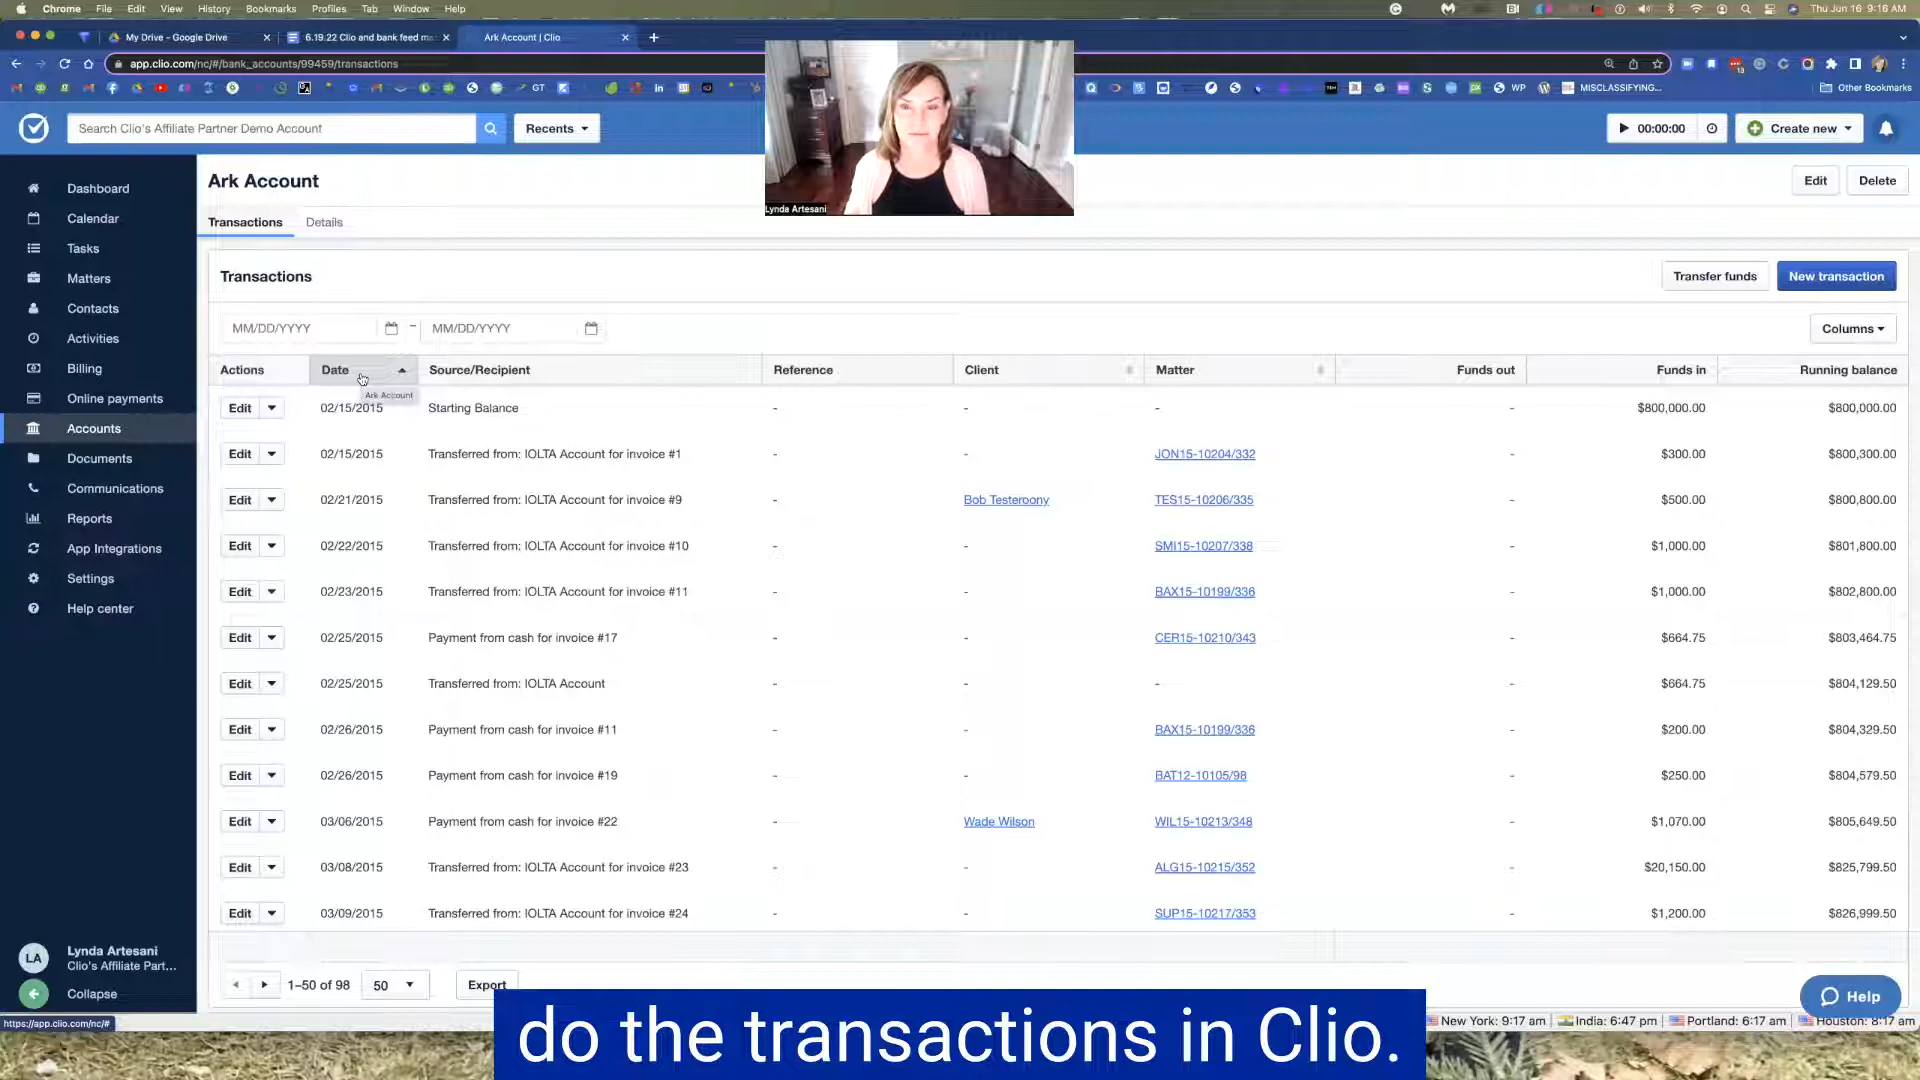 Chrome File Edit View History Bookmarks Profiles Tab Window Help
Thu Jun 16 9:16 AM
My Drive - Google Drive
6.19.22 Clio and bank feed ma
Ark Account | Clio
app.clio.com/nc/#/bank_accounts/99459/transactions
GT
WP
MISCLASSIFYING...
Other Bookmarks
Search Clio's Affiliate Partner Demo Account
Recents
00:00:00
Create new
Lynda Artesani
Dashboard
Calendar
Tasks
Matters
Contacts
Activities
Billing
Online payments
Accounts
Documents
Communications
Reports
App Integrations
Settings
Help center
LA
Lynda Artesani
Clio's Affiliate Part...
Collapse
https://app.clio.com/nc/#
Ark Account
Edit Delete
Transactions Details
Transactions
Transfer funds New transaction
MM/DD/YYYY – MM/DD/YYYY
Columns
Actions Date Source/Recipient Reference Client Matter Funds out Funds in Running balance
Ark Account
Edit 02/15/2015 Starting Balance - - - - $800,000.00 $800,000.00
Edit 02/15/2015 Transferred from: IOLTA Account for invoice #1 - - JON15-10204/332 - $300.00 $800,300.00
Edit 02/21/2015 Transferred from: IOLTA Account for invoice #9 - Bob Testeroony TES15-10206/335 - $500.00 $800,800.00
Edit 02/22/2015 Transferred from: IOLTA Account for invoice #10 - - SMI15-10207/338 - $1,000.00 $801,800.00
Edit 02/23/2015 Transferred from: IOLTA Account for invoice #11 - - BAX15-10199/336 - $1,000.00 $802,800.00
Edit 02/25/2015 Payment from cash for invoice #17 - - CER15-10210/343 - $664.75 $803,464.75
Edit 02/25/2015 Transferred from: IOLTA Account - - - - $664.75 $804,129.50
Edit 02/26/2015 Payment from cash for invoice #11 - - BAX15-10199/336 - $200.00 $804,329.50
Edit 02/26/2015 Payment from cash for invoice #19 - - BAT12-10105/98 - $250.00 $804,579.50
Edit 03/06/2015 Payment from cash for invoice #22 - Wade Wilson WIL15-10213/348 - $1,070.00 $805,649.50
Edit 03/08/2015 Transferred from: IOLTA Account for invoice #23 - - ALG15-10215/352 - $20,150.00 $825,799.50
Edit 03/09/2015 Transferred from: IOLTA Account for invoice #24 - - SUP15-10217/353 - $1,200.00 $826,999.50
1–50 of 98 50 Export
Help
New York: 9:17 am India: 6:47 pm Portland: 6:17 am Houston: 8:17 am
do the transactions in Clio.